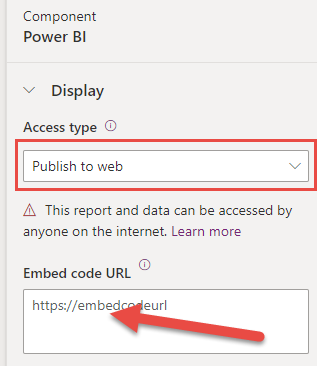 Component
Power BI
Display
Access type
Publish to web
This report and data can be accessed by
anyone on the internet. Learn more
Embed code URL
https://embedcodeurl